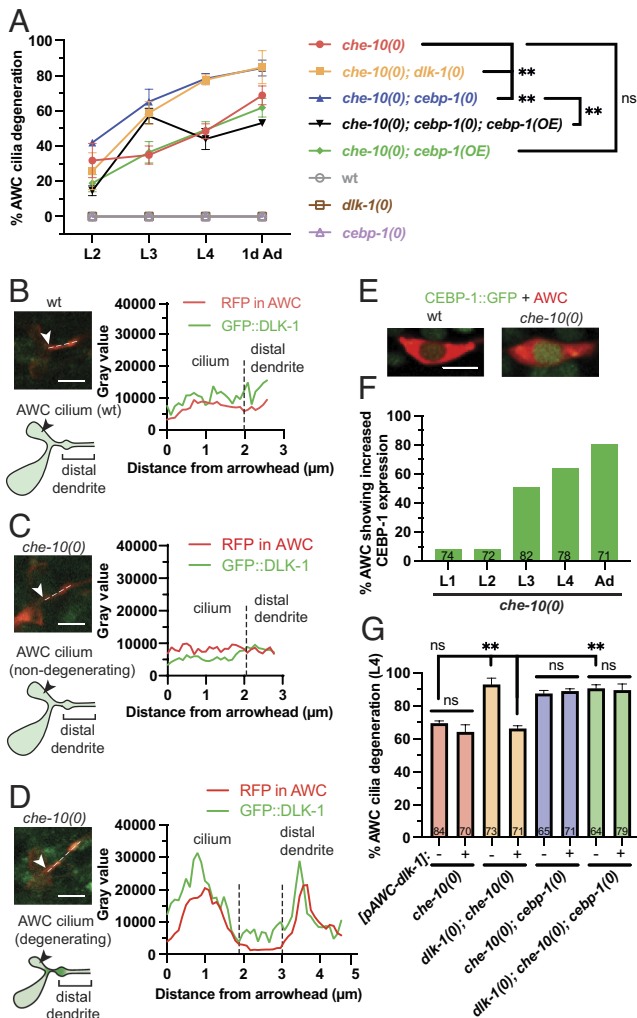 A
% AWC cilia degeneration
100
80
60
40
20
0
L2 L3 L4 1d Ad
che-10(0)
che-10(0); dlk-1(0)
che-10(0); cebp-1(0)
che-10(0); cebp-1(0); cebp-1(OE)
che-10(0); cebp-1(OE)
wt
dlk-1(0)
cebp-1(0)
**
**
**
ns
B
wt
AWC cilium (wt)
distal
dendrite
Gray value
40000
30000
20000
10000
0
RFP in AWC
GFP::DLK-1
cilium
distal
dendrite
0 1 2 3
Distance from arrowhead (µm)
C
che-10(0)
AWC cilium
(non-degenerating)
distal
dendrite
Gray value
40000
30000
20000
10000
0
RFP in AWC
GFP::DLK-1
cilium
distal
dendrite
0 1 2 3
Distance from arrowhead (µm)
D
che-10(0)
AWC cilium
(degenerating)
distal
dendrite
Gray value
40000
30000
20000
10000
0
RFP in AWC
GFP::DLK-1
cilium
distal
dendrite
0 1 2 3 4 5
Distance from arrowhead (µm)
E
CEBP-1::GFP + AWC
wt
che-10(0)
F
% AWC showing increased
CEBP-1 expression
100
80
60
40
20
0
74 72 82 78 71
L1 L2 L3 L4 Ad
che-10(0)
G
% AWC cilia degeneration (L4)
100
80
60
40
20
0
ns ** **
ns ns ns
84 70 73 71 65 71 64 79
[pAWC-dlk-1]: - + - + - + - +
che-10(0)
dlk-1(0); che-10(0)
che-10(0); cebp-1(0)
dlk-1(0); che-10(0); cebp-1(0)